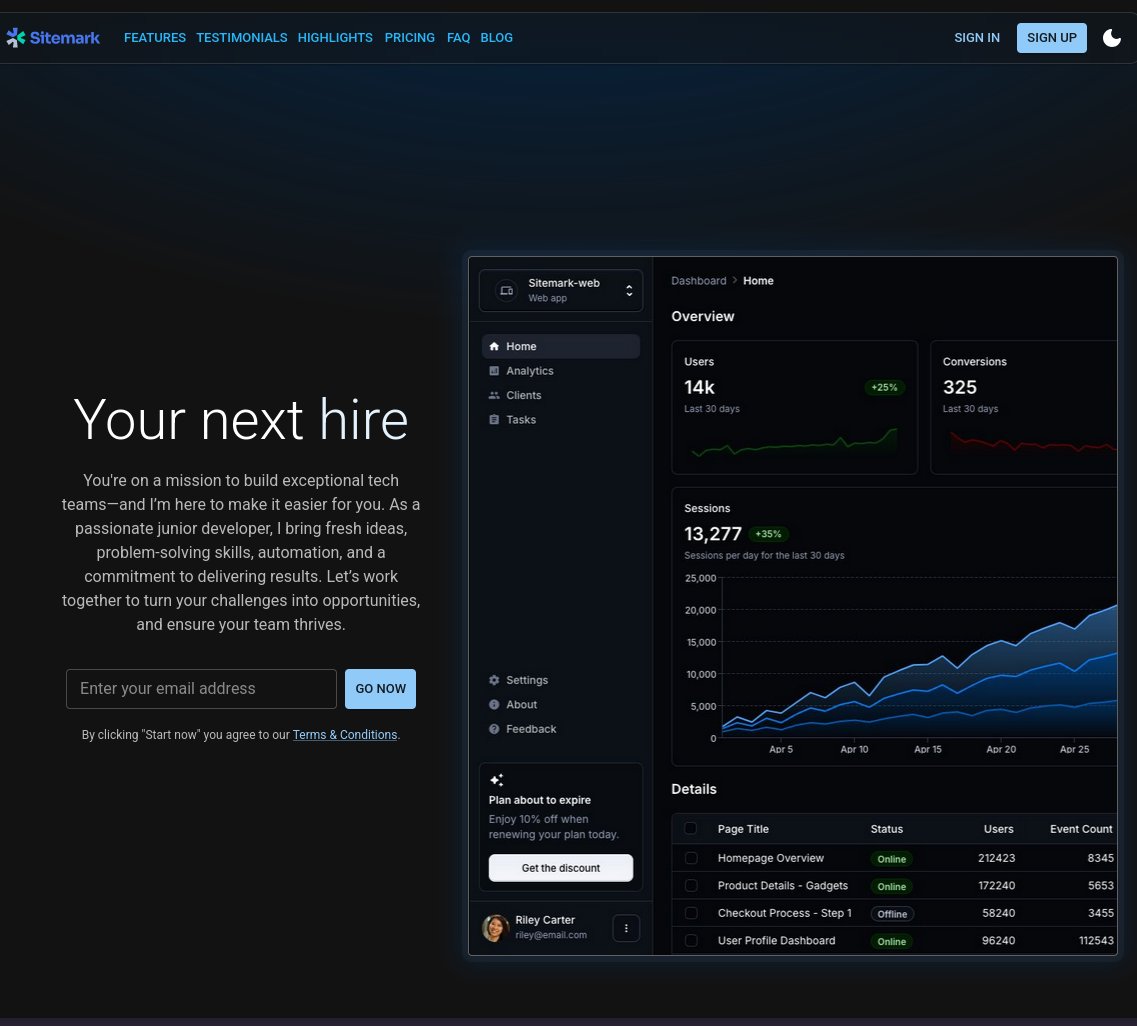 Sitemark FEATURES TESTIMONIALS HIGHLIGHTS PRICING FAQ BLOG SIGN IN SIGN UP
Your next hire
You're on a mission to build exceptional tech
teams—and I’m here to make it easier for you. As a
passionate junior developer, I bring fresh ideas,
problem-solving skills, automation, and a
commitment to delivering results. Let’s work
together to turn your challenges into opportunities,
and ensure your team thrives.
Enter your email address GO NOW
By clicking "Start now" you agree to our Terms & Conditions.
Sitemark-web
Web app
Home
Analytics
Clients
Tasks
Settings
About
Feedback
Plan about to expire
Enjoy 10% off when
renewing your plan today.
Get the discount
Riley Carter
riley@email.com
Dashboard Home
Overview
Users
14k +25%
Last 30 days
Conversions
325
Last 30 days
Sessions
13,277 +35%
Sessions per day for the last 30 days
25,000
20,000
15,000
10,000
5,000
0
Apr 5 Apr 10 Apr 15 Apr 20 Apr 25
Details
Page Title Status Users Event Count
Homepage Overview Online 212423 8345
Product Details - Gadgets Online 172240 5653
Checkout Process - Step 1 Offline 58240 3455
User Profile Dashboard Online 96240 112543